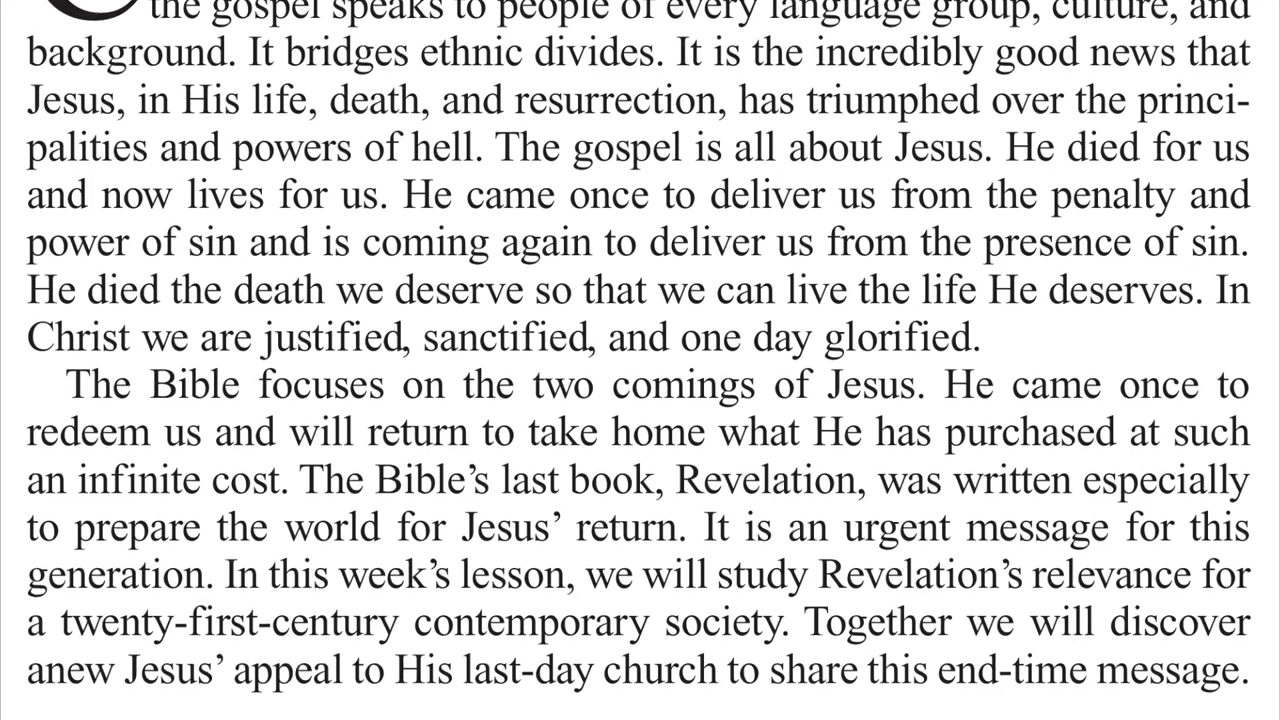 the gospel speaks to people of every language group, culture, and
background. It bridges ethnic divides. It is the incredibly good news that
Jesus, in His life, death, and resurrection, has triumphed over the princi-
palities and powers of hell. The gospel is all about Jesus. He died for us
and now lives for us. He came once to deliver us from the penalty and
power of sin and is coming again to deliver us from the presence of sin.
He died the death we deserve so that we can live the life He deserves. In
Christ we are justified, sanctified, and one day glorified.
The Bible focuses on the two comings of Jesus. He came once to
redeem us and will return to take home what He has purchased at such
an infinite cost. The Bible’s last book, Revelation, was written especially
to prepare the world for Jesus’ return. It is an urgent message for this
generation. In this week’s lesson, we will study Revelation’s relevance for
a twenty-first-century contemporary society. Together we will discover
anew Jesus’ appeal to His last-day church to share this end-time message.